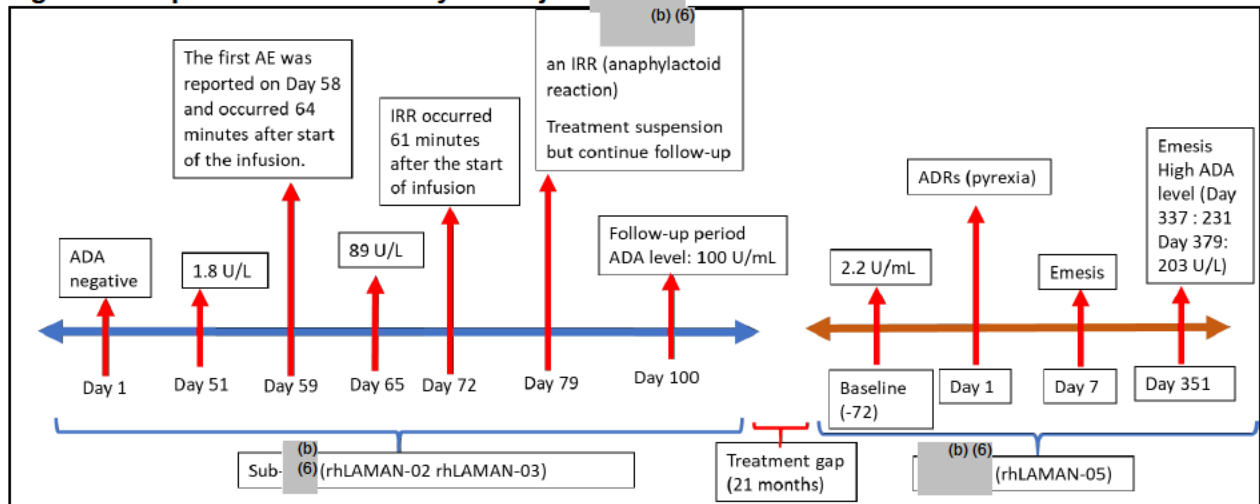 (b) (6)
The first AE was
reported on Day 58
and occurred 64
minutes after start
of the infusion.
IRR occurred
61 minutes
after the start
of infusion
an IRR (anaphylactoid
reaction)
Treatment suspension
but continue follow-up
ADA
negative
1.8 U/L
89 U/L
Follow-up period
ADA level: 100 U/mL
2.2 U/mL
ADRs (pyrexia)
Emesis
Emesis
High ADA
level (Day
337 : 231
Day 379:
203 U/L)
Day 1
Day 51
Day 59
Day 65
Day 72
Day 79
Day 100
Baseline
(-72)
Day 1
Day 7
Day 351
(b)
Sub- (6) (rhLAMAN-02 rhLAMAN-03)
Treatment gap
(21 months)
(b) (6)
(rhLAMAN-05)